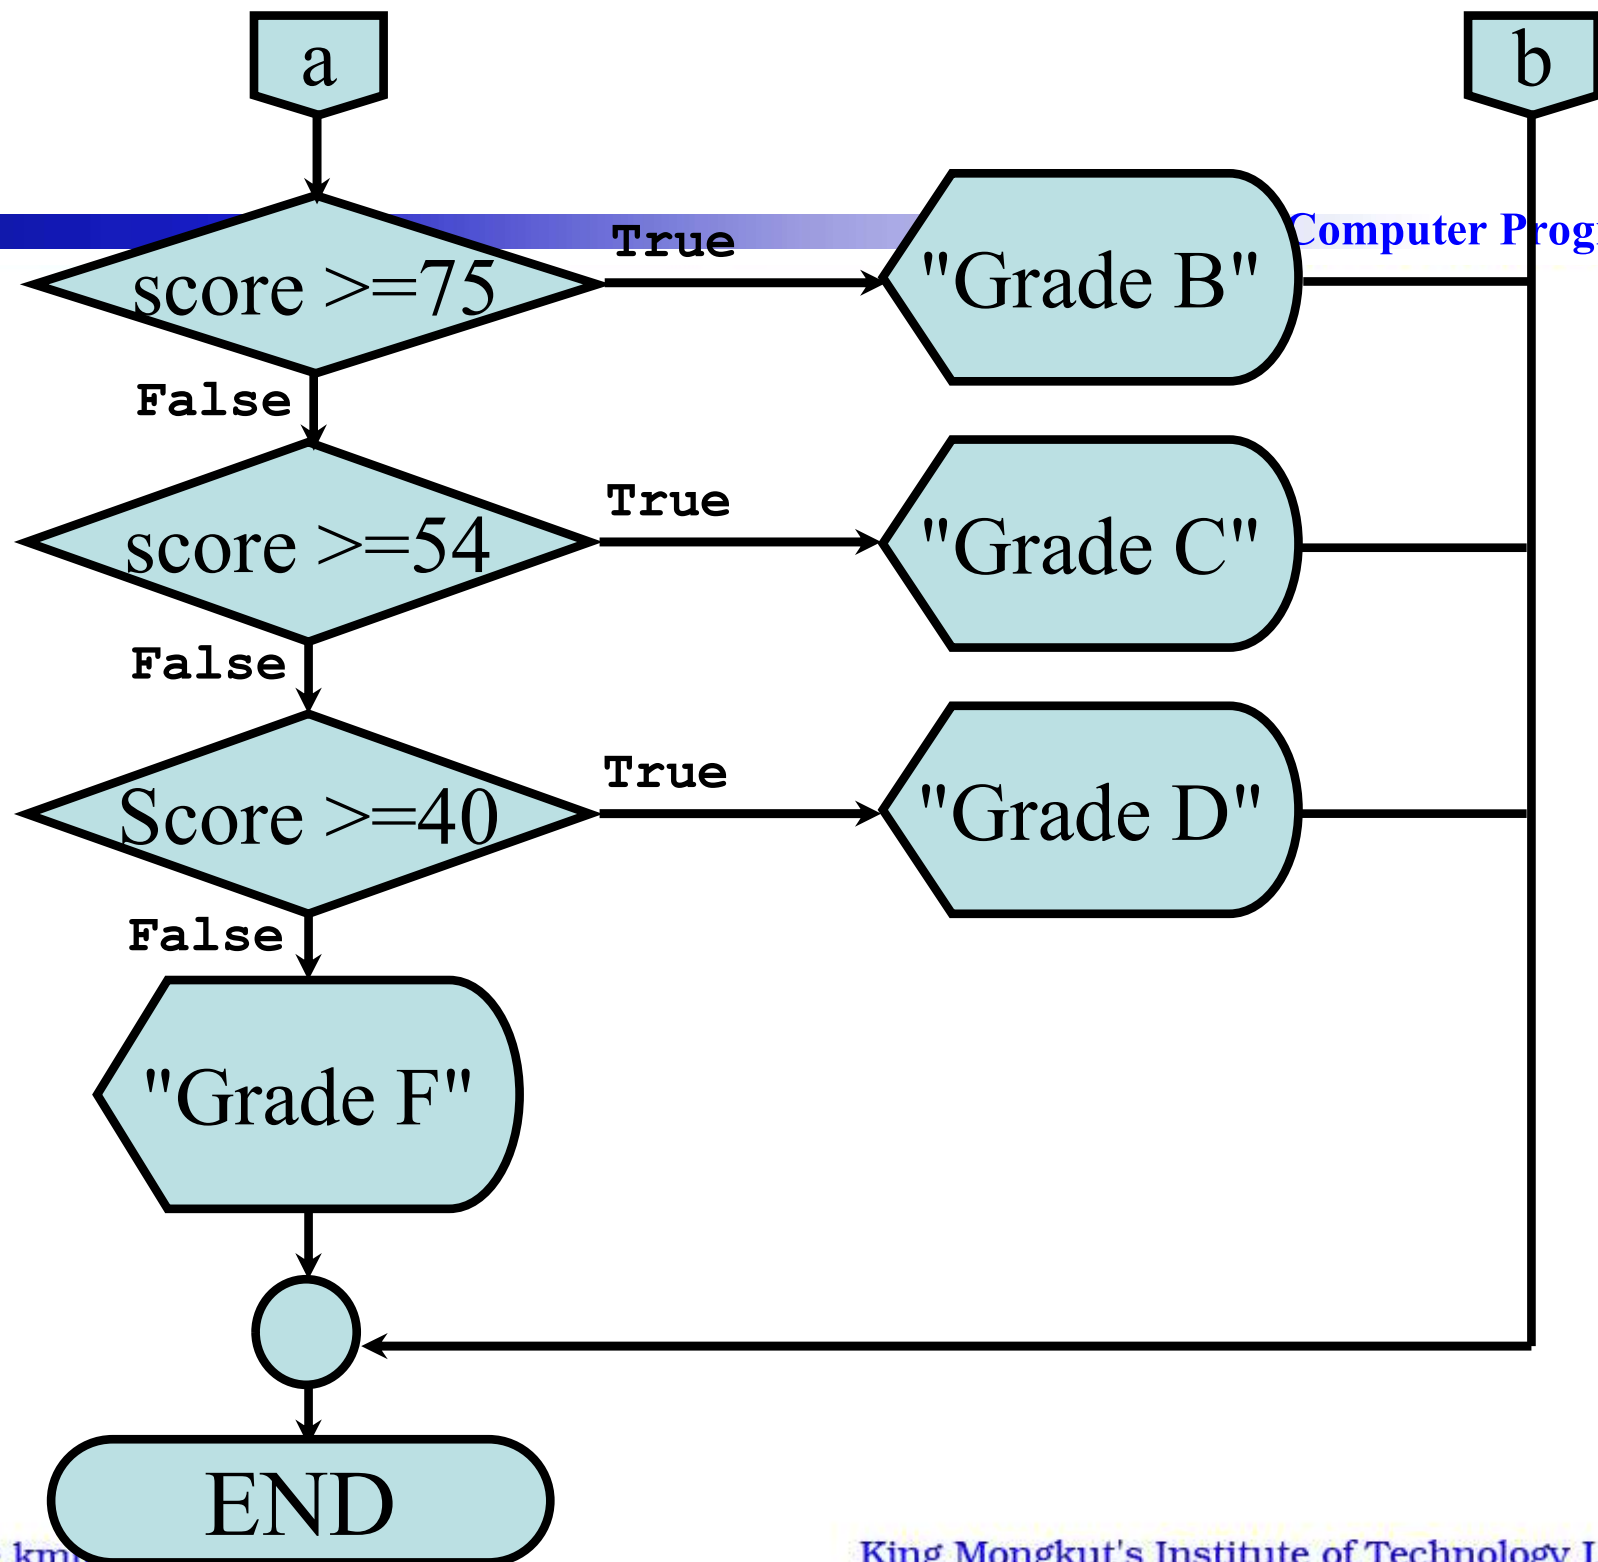 a
b
Computer
True
score >=75
"Grade B"
False
True
score >=54
"Grade C"
False
True
Score >=40
"Grade D"
False
"Grade F"
END
King Mongkut's Institute of Technology